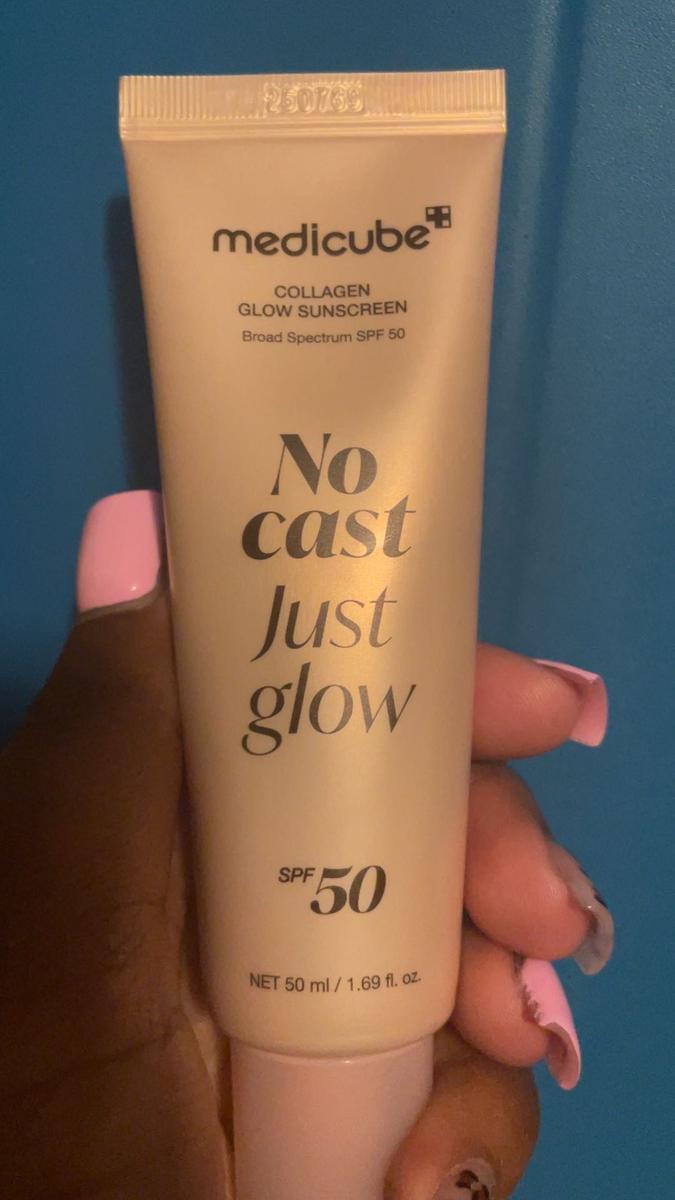 medicube
COLLAGEN
GLOW SUNSCREEN
Broad Spectrum SPF 50
No
cast
Just
glow
SPF 50
NET 50 ml / 1.69 fl. oz.